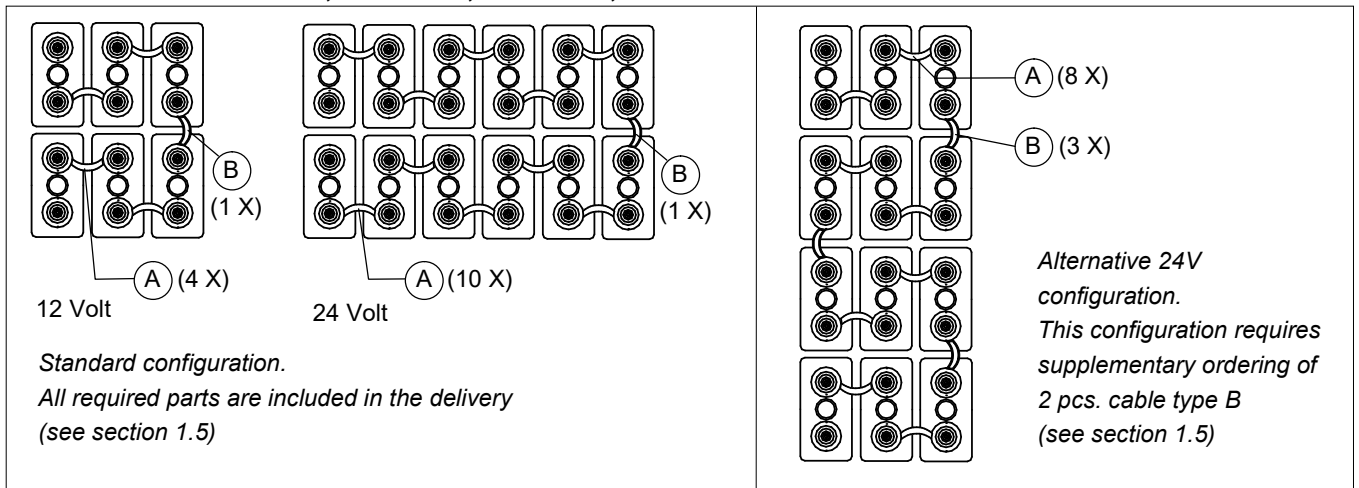 B
(1 X)
A (4 X)
12 Volt
B
(1 X)
A (10 X)
24 Volt
Standard configuration.
All required parts are included in the delivery
(see section 1.5)
A (8 X)
B (3 X)
Alternative 24V
configuration.
This configuration requires
supplementary ordering of
2 pcs. cable type B
(see section 1.5)